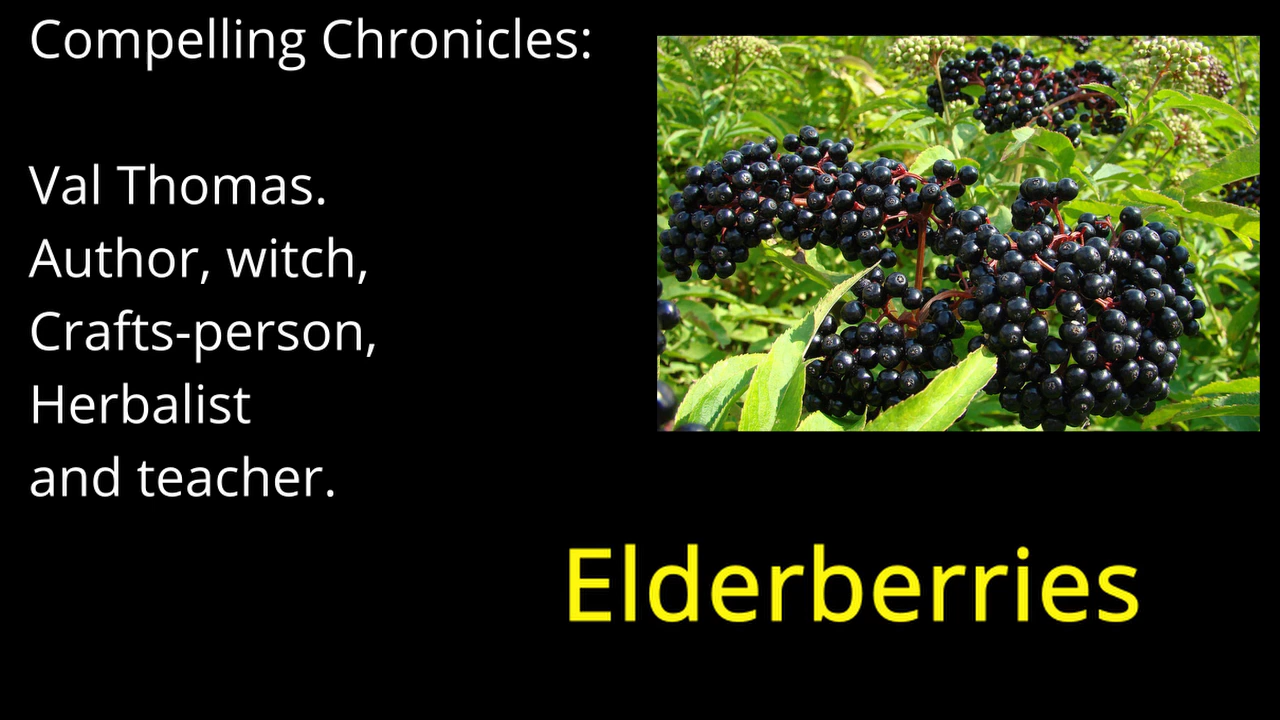 Compelling Chronicles:
Val Thomas.
Author, witch,
Crafts-person,
Herbalist
and teacher.
Elderberries